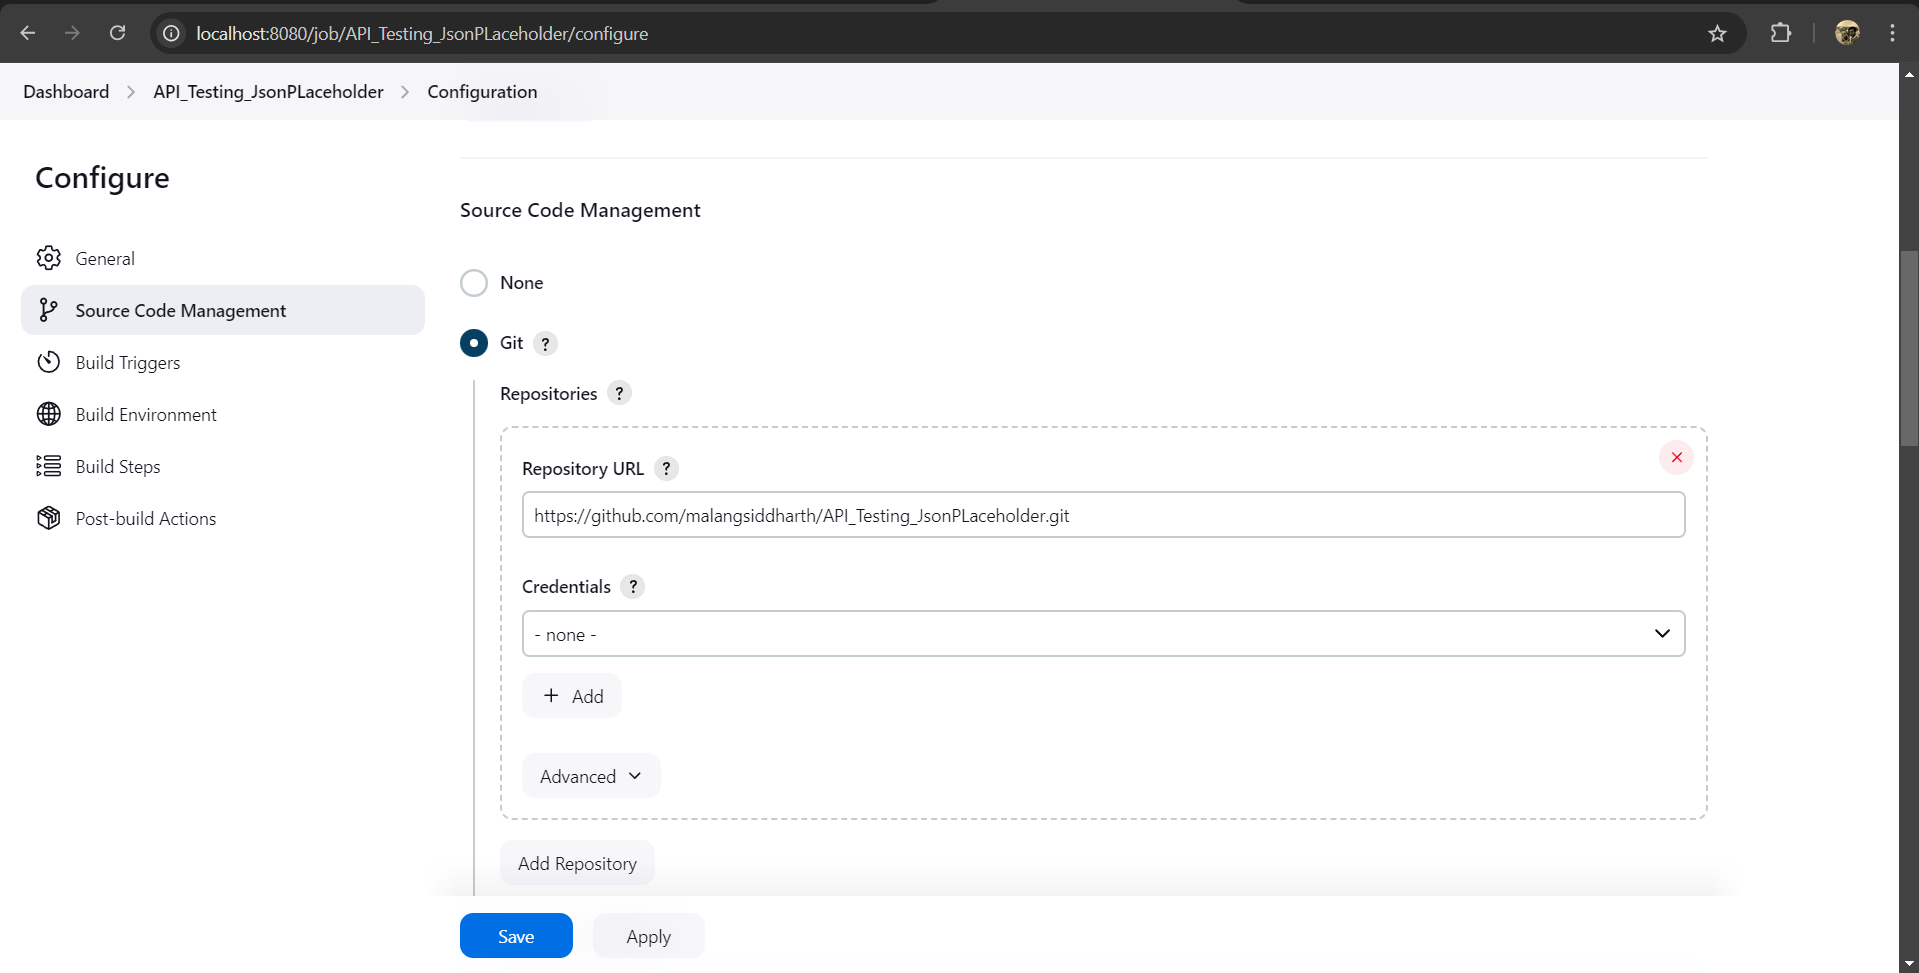 localhost:8080/job/API_Testing_JsonPLaceholder/configure
Dashboard > API_Testing_JsonPLaceholder > Configuration
Configure
General
Source Code Management
Build Triggers
Build Environment
Build Steps
Post-build Actions
Source Code Management
None
Git ?
Repositories ?
Repository URL ?
https://github.com/malangsiddharth/API_Testing_JsonPLaceholder.git
Credentials ?
- none -
+ Add
Advanced
Add Repository
Save Apply